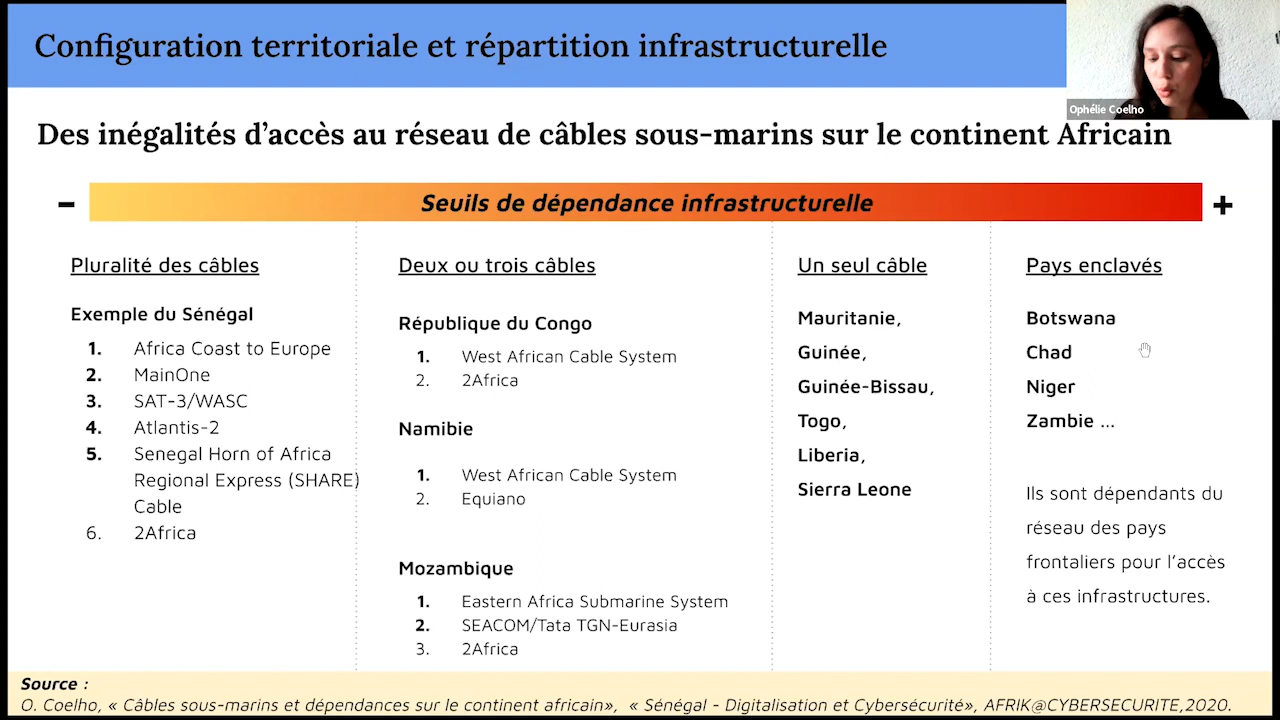 Configuration territoriale et répartition infrastructurelle
Ophélie Coelho
Des inégalités d'accès au réseau de câbles sous-marins sur le continent Africain
- Seuils de dépendance infrastructurelle +
Pluralité des câbles
Exemple du Sénégal
1. Africa Coast to Europe
2. MainOne
3. SAT-3/WASC
4. Atlantis-2
5. Senegal Horn of Africa
Regional Express (SHARE)
Cable
6. 2Africa
Deux ou trois câbles
République du Congo
1. West African Cable System
2. 2Africa
Namibie
1. West African Cable System
2. Equiano
Mozambique
1. Eastern Africa Submarine System
2. SEACOM/Tata TGN-Eurasia
3. 2Africa
Un seul câble
Mauritanie,
Guinée,
Guinée-Bissau,
Togo,
Liberia,
Sierra Leone
Pays enclavés
Botswana
Chad
Niger
Zambie ...
Ils sont dépendants du
réseau des pays
frontaliers pour l'accès
à ces infrastructures.
Source :
O. Coelho, « Câbles sous-marins et dépendances sur le continent africain», « Sénégal - Digitalisation et Cybersécurité», AFRIK@CYBERSECURITE,2020.